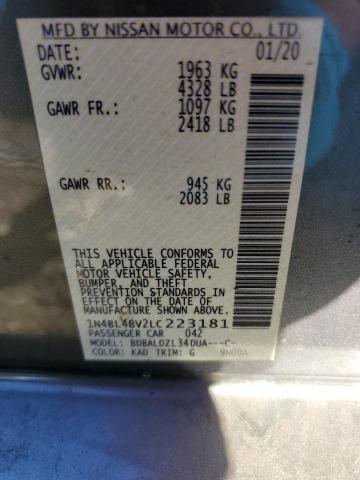 MFD BY NISSAN MOTOR CO., LTD.
DATE: 01/20
GVWR: 1963 KG
4328 LB
GAWR FR.: 1097 KG
2418 LB
GAWR RR.: 945 KG
2083 LB
THIS VEHICLE CONFORMS TO
ALL APPLICABLE FEDERAL
MOTOR VEHICLE SAFETY,
BUMPER, AND THEFT
PREVENTION STANDARDS IN
EFFECT ON THE DATE OF
MANUFACTURE SHOWN ABOVE.
1N4BL4BV2LC223181
PASSENGER CAR 042
MODEL: BDBALDZL34DUA---C-
COLOR: KAD TRIM: G 9N00A